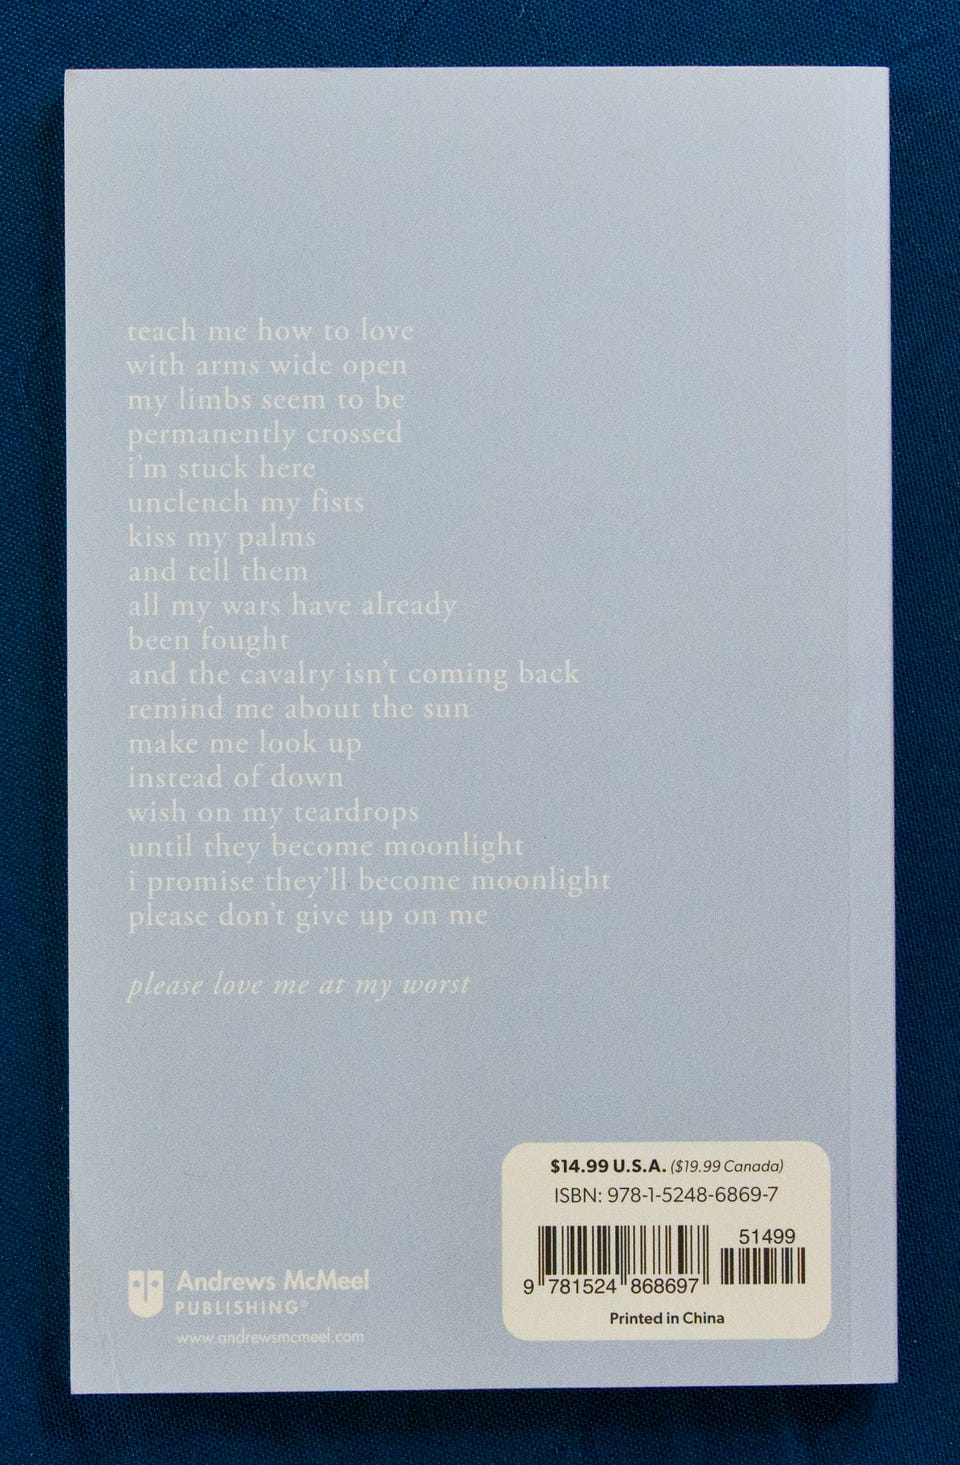 teach me how to love
with arms wide open
my limbs seem to be
permanently crossed
i'm stuck here
unclench my fists
kiss my palms
and tell them
all my wars have already
been fought
and the cavalry isn't coming back
remind me about the sun
make me look up
instead of down
wish on my teardrops
until they become moonlight
i promise they'll become moonlight
please don't give up on me
please love me at my worst
$14.99 U.S.A. ($19.99 Canada)
ISBN: 978-1-5248-6869-7
51499
9 781524 868697
Printed in China
Andrews McMeel
PUBLISHING®
www.andrewsmcmeel.com